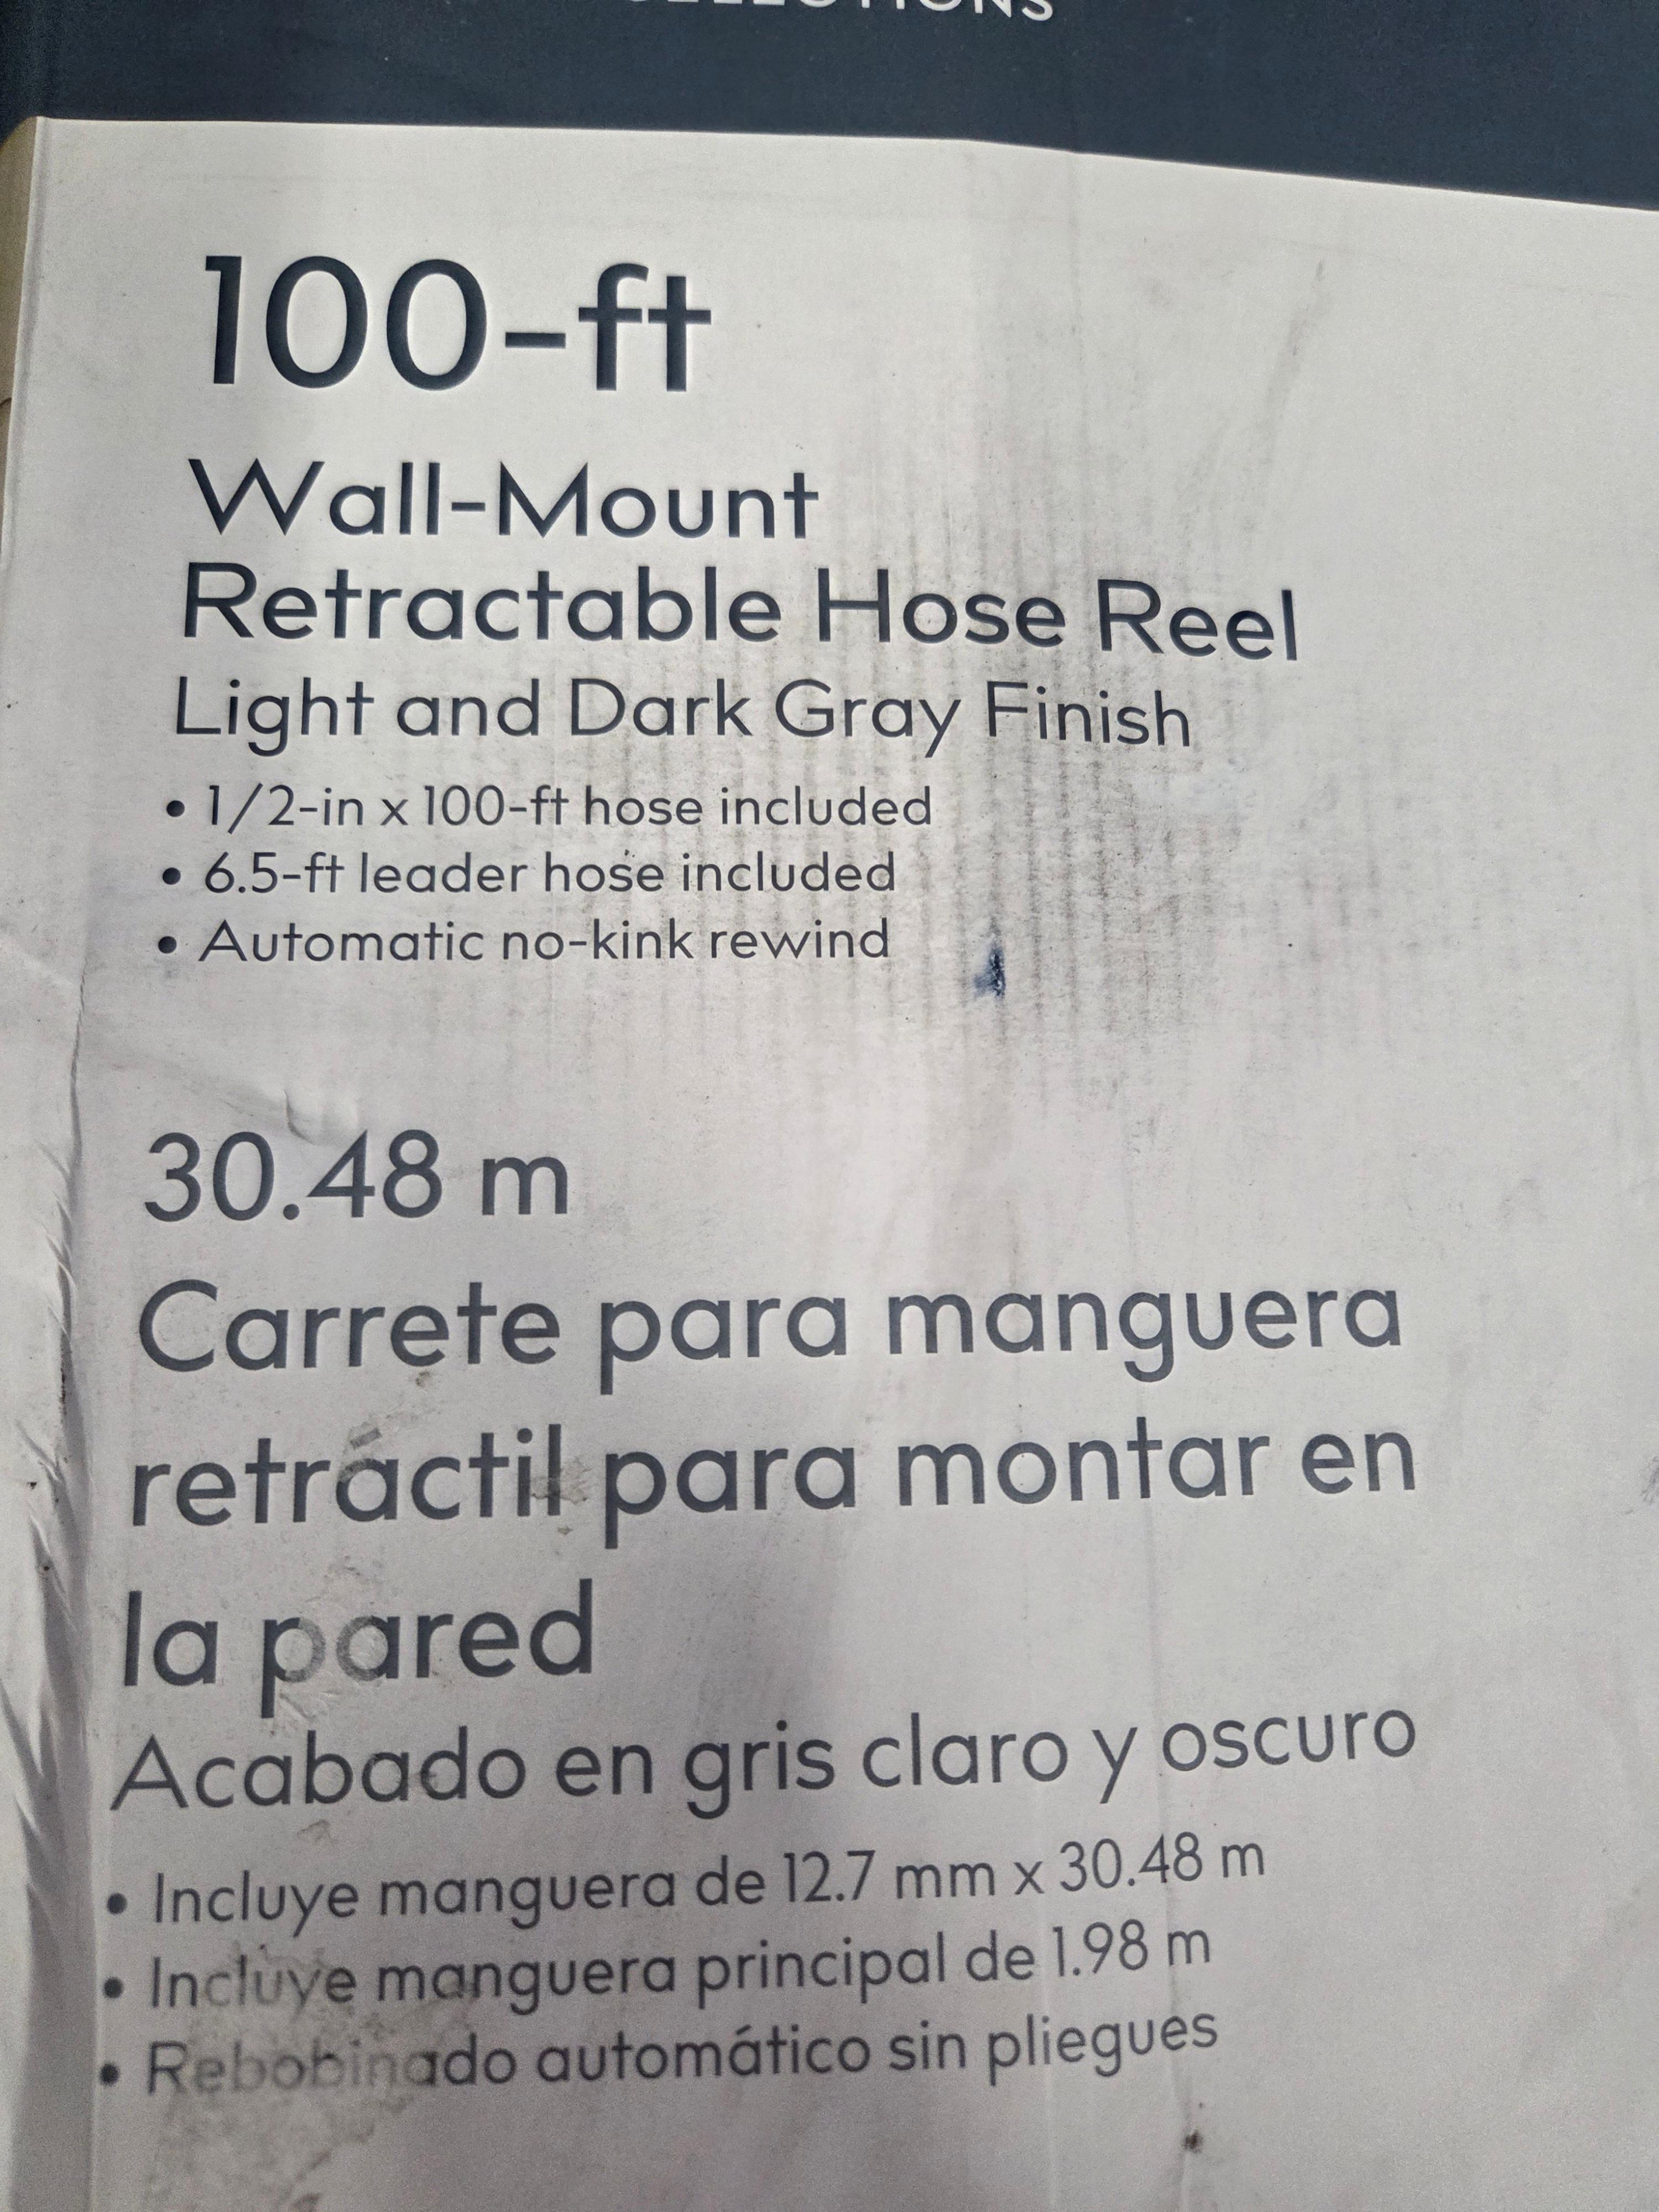 100-ft
Wall-Mount
Retractable Hose Reel
Light and Dark Gray Finish
• 1/2-in x 100-ft hose included
• 6.5-ft leader hose included
• Automatic no-kink rewind
30.48 m
Carrete para manguera
retráctil para montar en
la pared
Acabado en gris claro y oscuro
• Incluye manguera de 12.7 mm x 30.48 m
• Incluye manguera principal de 1.98 m
• Rebobinado automático sin pliegues